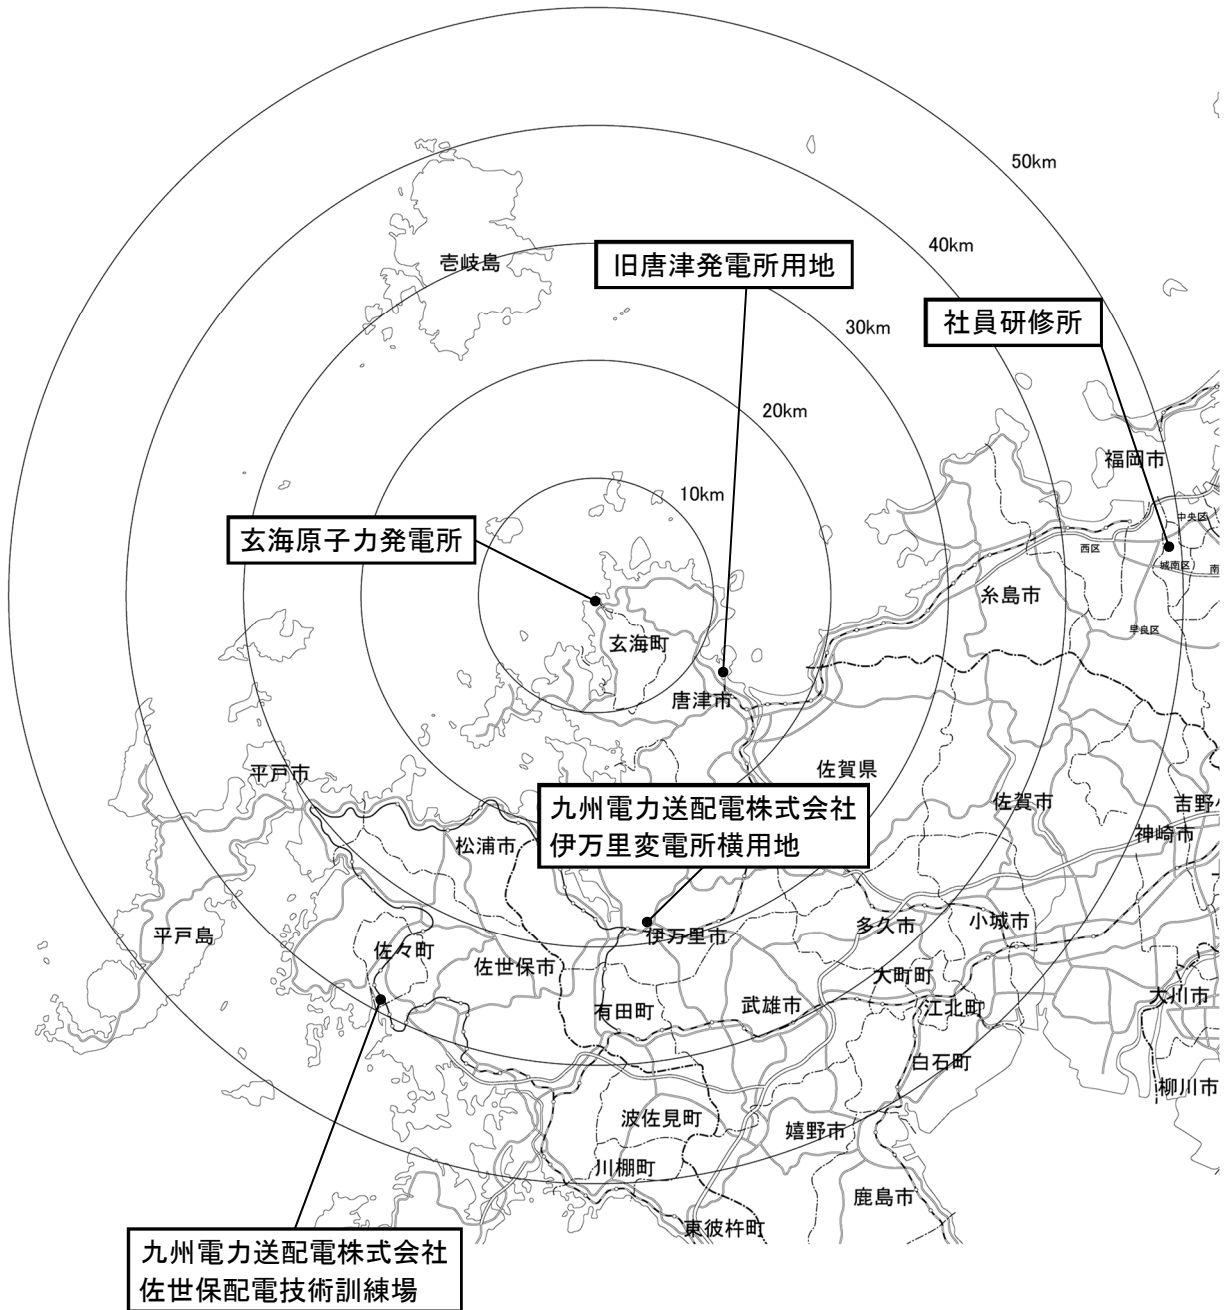 50km
40km
壱岐島
旧唐津発電所用地
社員研修所
30km
20km
福岡市
10km
中央区
玄海原子力発電所
西区
城南区
南
糸島市
早良区
玄海町
唐津市
佐賀県
平戸市
九州電力送配電株式会社
伊万里変電所横用地
佐賀市
吉野
神崎市
松浦市
多久市
小城市
平戸島
伊万里市
佐々町
佐世保市
大町町
大川市
有田町
武雄市
江北町
白石町
柳川市
波佐見町
嬉野市
川棚町
鹿島市
東彼杵町
九州電力送配電株式会社
佐世保配電技術訓練場